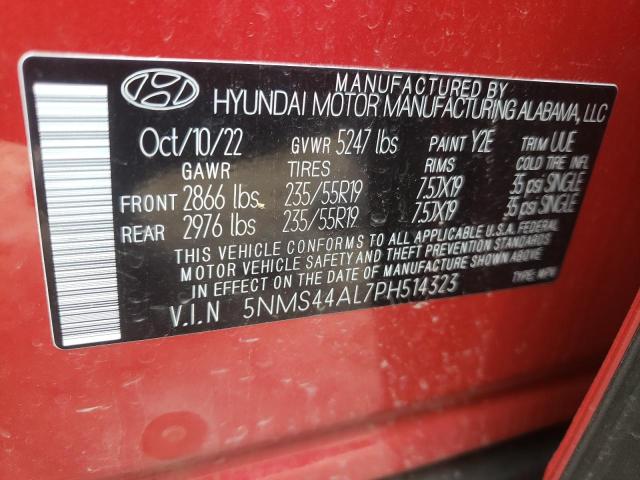 MANUFACTURED BY
HYUNDAI MOTOR MANUFACTURING ALABAMA, LLC
Oct/10/22 GVWR 5247 lbs PAINT Y2E TRIM UUE
GAWR TIRES RIMS COLD TIRE INFL
FRONT 2866 lbs 235/55R19 7.5JX19 35 psi SINGLE
REAR 2976 lbs 235/55R19 7.5JX19 35 psi SINGLE
THIS VEHICLE CONFORMS TO ALL APPLICABLE U.S.A. FEDERAL
MOTOR VEHICLE SAFETY AND THEFT PREVENTION STANDARDS
IN EFFECT ON THE DATE OF MANUFACTURE SHOWN ABOVE
V.I.N 5NMS44AL7PH514323 TYPE: MPV